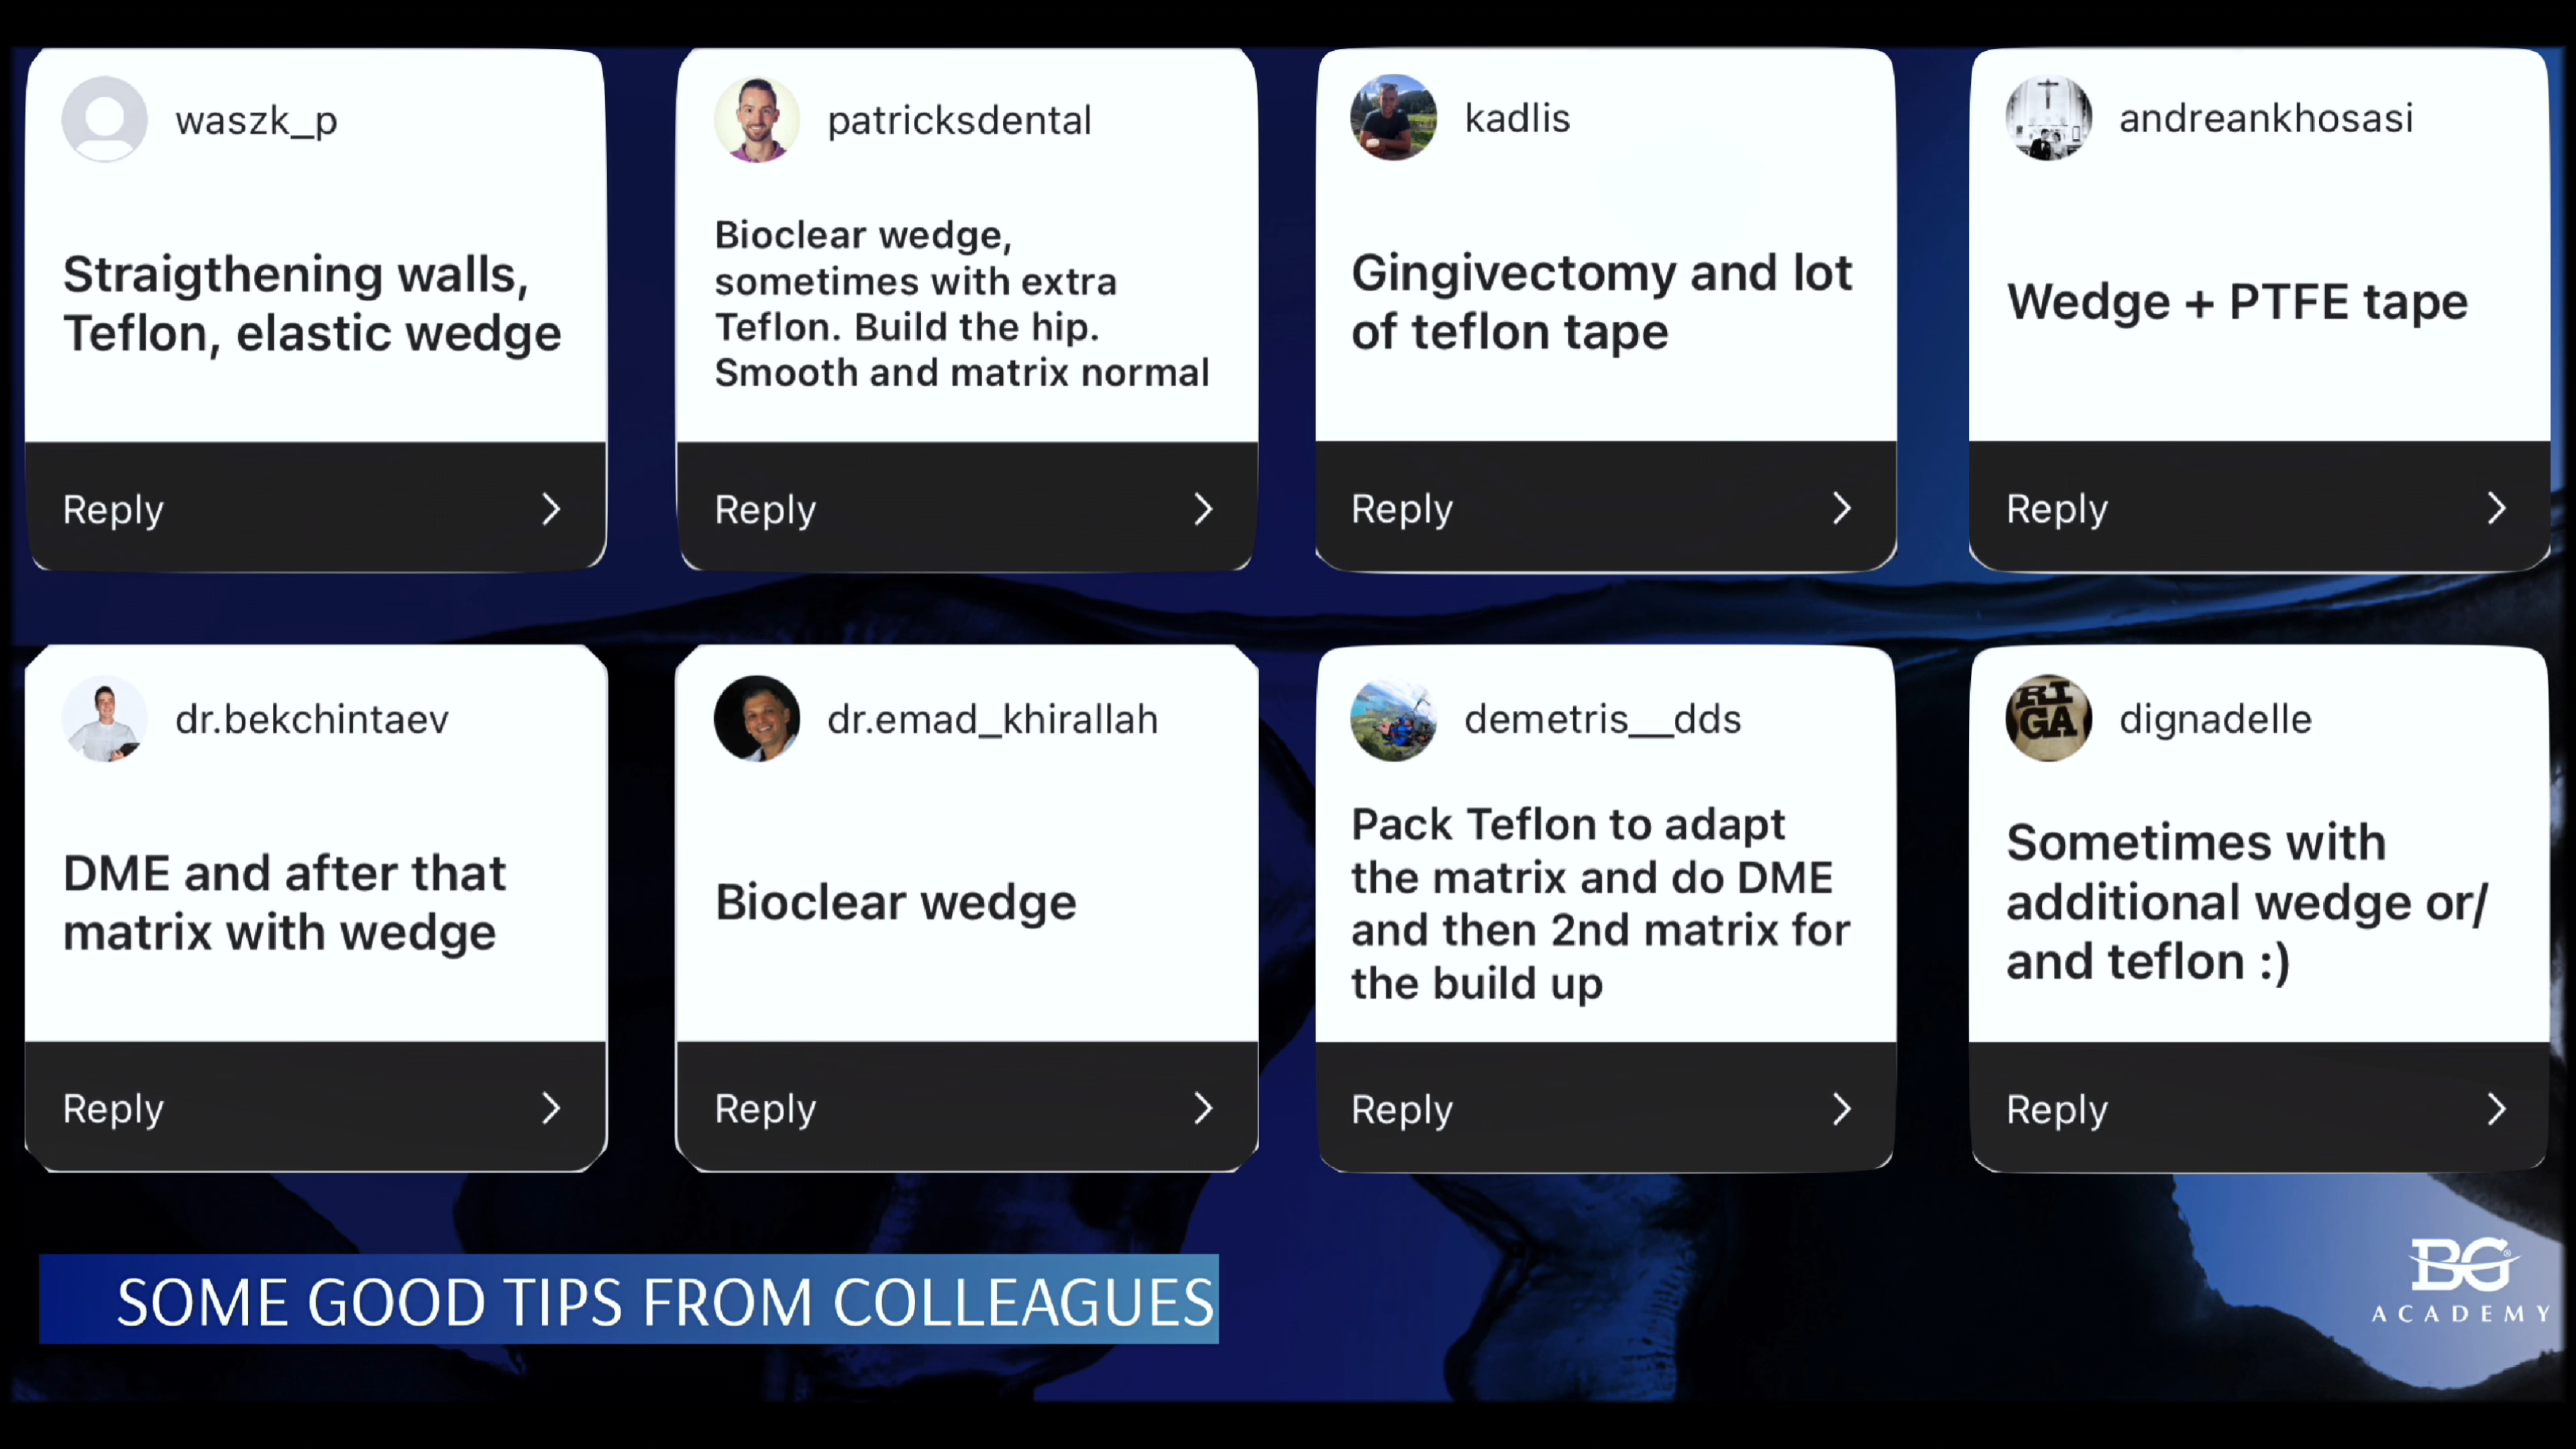 waszk_p
Straigthening walls,
Teflon, elastic wedge
Reply
patricksdental
Bioclear wedge,
sometimes with extra
Teflon. Build the hip.
Smooth and matrix normal
Reply
kadlis
Gingivectomy and lot
of teflon tape
Reply
andreankhosasi
Wedge + PTFE tape
Reply
dr.bekchintaev
DME and after that
matrix with wedge
Reply
dr.emad_khirallah
Bioclear wedge
Reply
demetris__dds
Pack Teflon to adapt
the matrix and do DME
and then 2nd matrix for
the build up
Reply
RI
GA
dignadelle
Sometimes with
additional wedge or/
and teflon :)
Reply
SOME GOOD TIPS FROM COLLEAGUES
BG®
ACADEMY